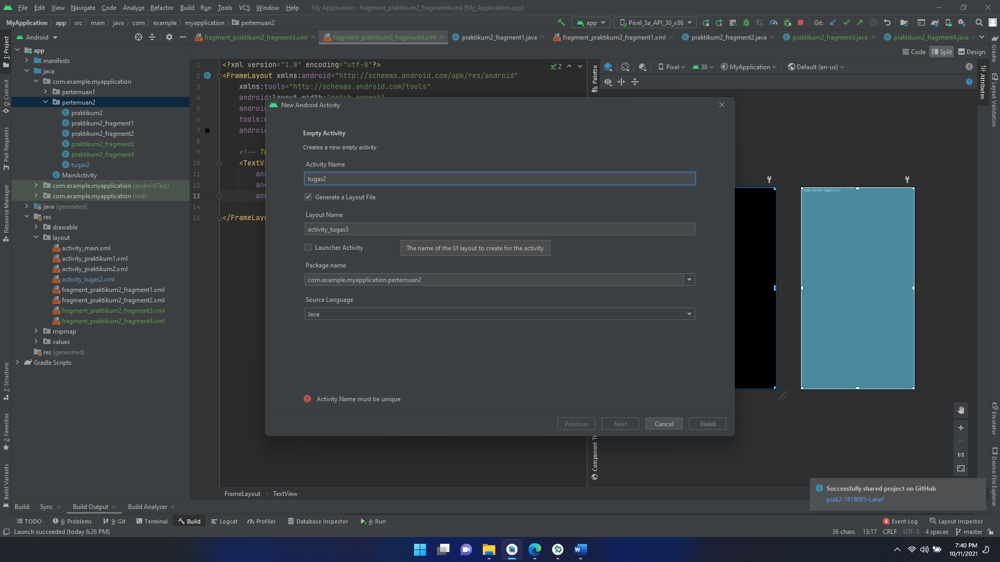 File Edit View Navigate Code Analyze Refactor Build Run Tools VCS Window Help My Application - fragment_praktikum2_fragment4.xml [My_Application.app]
MyApplication app src main java com example myapplication pertemuan2 app Pixel_3a_API_30_x86 Git:
Android
fragment_praktikum2_fragment3.xml fragment_praktikum2_fragment4.xml praktikum2_fragment1.java fragment_praktikum2_fragment1.xml praktikum2_fragment2.java praktikum2_fragment3.java praktikum2_fragment4.java
Code Split Design
Pixel 30 MyApplication Default (en-us)
1: Project
0: Commit
Pull Requests
Resource Manager
7: Structure
2: Favorites
Build Variants
app
manifests
java
com.example.myapplication
pertemuan1
pertemuan2
praktikum2
praktikum2_fragment1
praktikum2_fragment2
praktikum2_fragment3
praktikum2_fragment4
tugas2
MainActivity
com.example.myapplication (androidTest)
com.example.myapplication (test)
java (generated)
res
drawable
layout
activity_main.xml
activity_praktikum1.xml
activity_praktikum2.xml
activity_tugas2.xml
fragment_praktikum2_fragment1.xml
fragment_praktikum2_fragment2.xml
fragment_praktikum2_fragment3.xml
fragment_praktikum2_fragment4.xml
mipmap
values
res (generated)
Gradle Scripts
1 <?xml version="1.0" encoding="utf-8"?>
2 <FrameLayout xmlns:android="http://schemas.android.com/apk/res/android"
3 xmlns:tools="http://schemas.android.com/tools"
4 android:layout_width="match_parent"
5 android
6 tools:
7 android
8
9 <!--
10 <TextVi
11 and
12 and
13 and
14
15 </FrameLayo
2
New Android Activity
Empty Activity
Creates a new empty activity
Activity Name
tugas2
Generate a Layout File
Layout Name
activity_tugas3
Launcher Activity
The name of the UI layout to create for the activity
Package name
com.example.myapplication.pertemuan2
Source Language
Java
Activity Name must be unique
Previous Next Cancel Finish
Palette
Component
Attributes
Gradle
Layout Validation
Emulator
Device File Explorer
1:1
FrameLayout TextView
Successfully shared project on GitHub
prak2-1818065-Latief
Build: Sync Build Output Build Analyzer
TODO 6: Problems 9: Git Terminal Build Logcat Profiler Database Inspector 4: Run 4 Event Log Layout Inspector
Launch succeeded (today 6:26 PM) 36 chars 13:17 CRLF UTF-8 4 spaces master
7:40 PM
10/11/2021